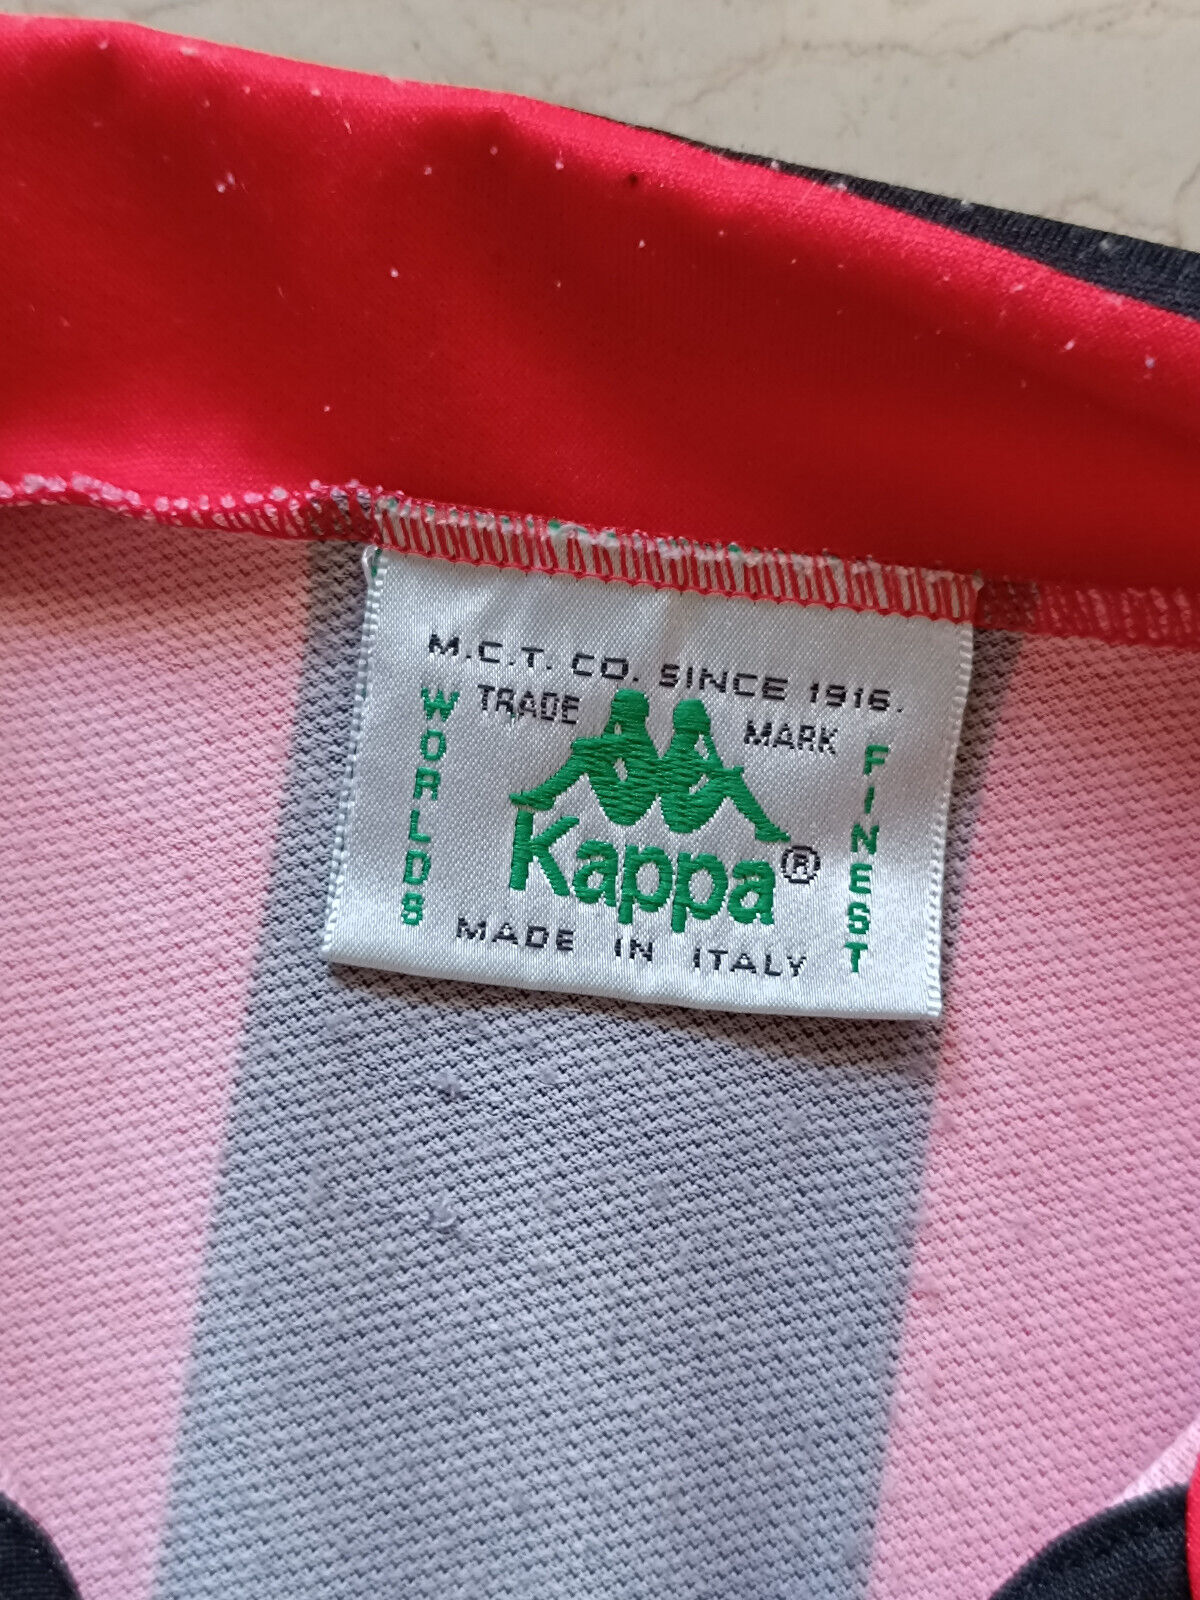 M.C.T. CO. SINCE 1916.
TRADE MARK
WORLDS
FINEST
Kappa®
MADE IN ITALY